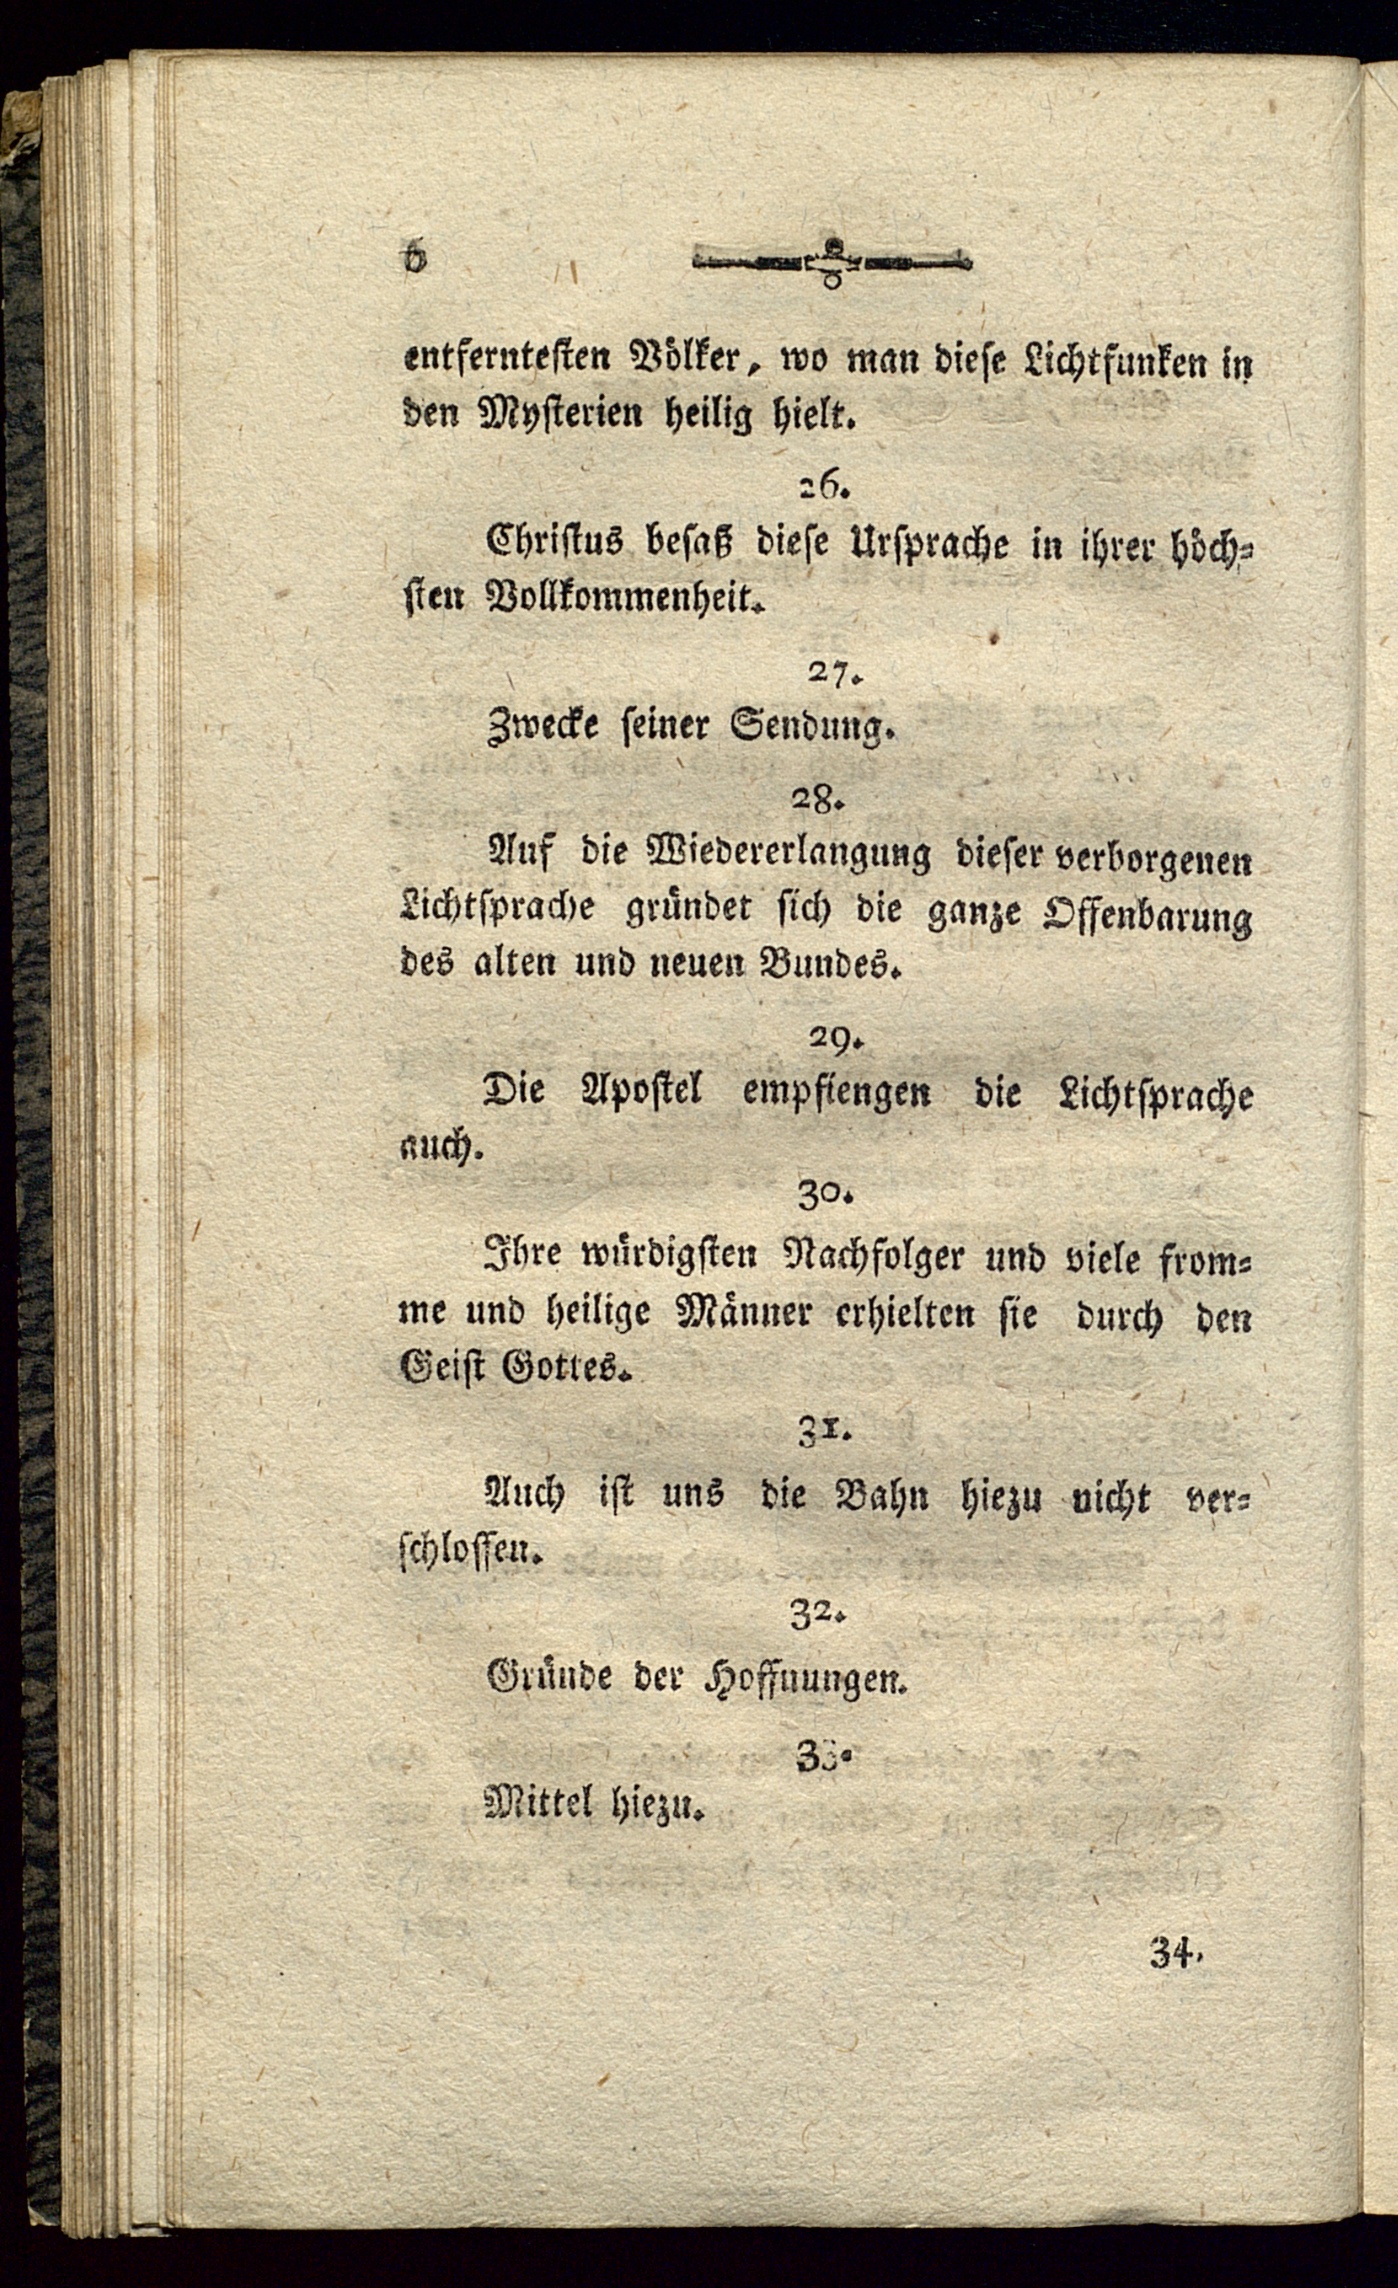 6
entferntesten Völker, wo man diese Lichtfunken in
den Mysterien heilig hielt.
26.
Christus besaß diese Ursprache in ihrer höch-
sten Vollkommenheit.
27.
Zwecke seiner Sendung.
28.
Auf die Wiedererlangung dieser verborgenen
Lichtsprache gründet sich die ganze Offenbarung
des alten und neuen Bundes.
29.
Die Apostel empfiengen die Lichtsprache
auch.
30.
Ihre würdigsten Nachfolger und viele from-
me und heilige Männer erhielten sie durch den
Geist Gottes.
31.
Auch ist uns die Bahn hiezu nicht ver-
schlossen.
32.
Gründe der Hoffnungen.
33.
Mittel hiezu.
34.